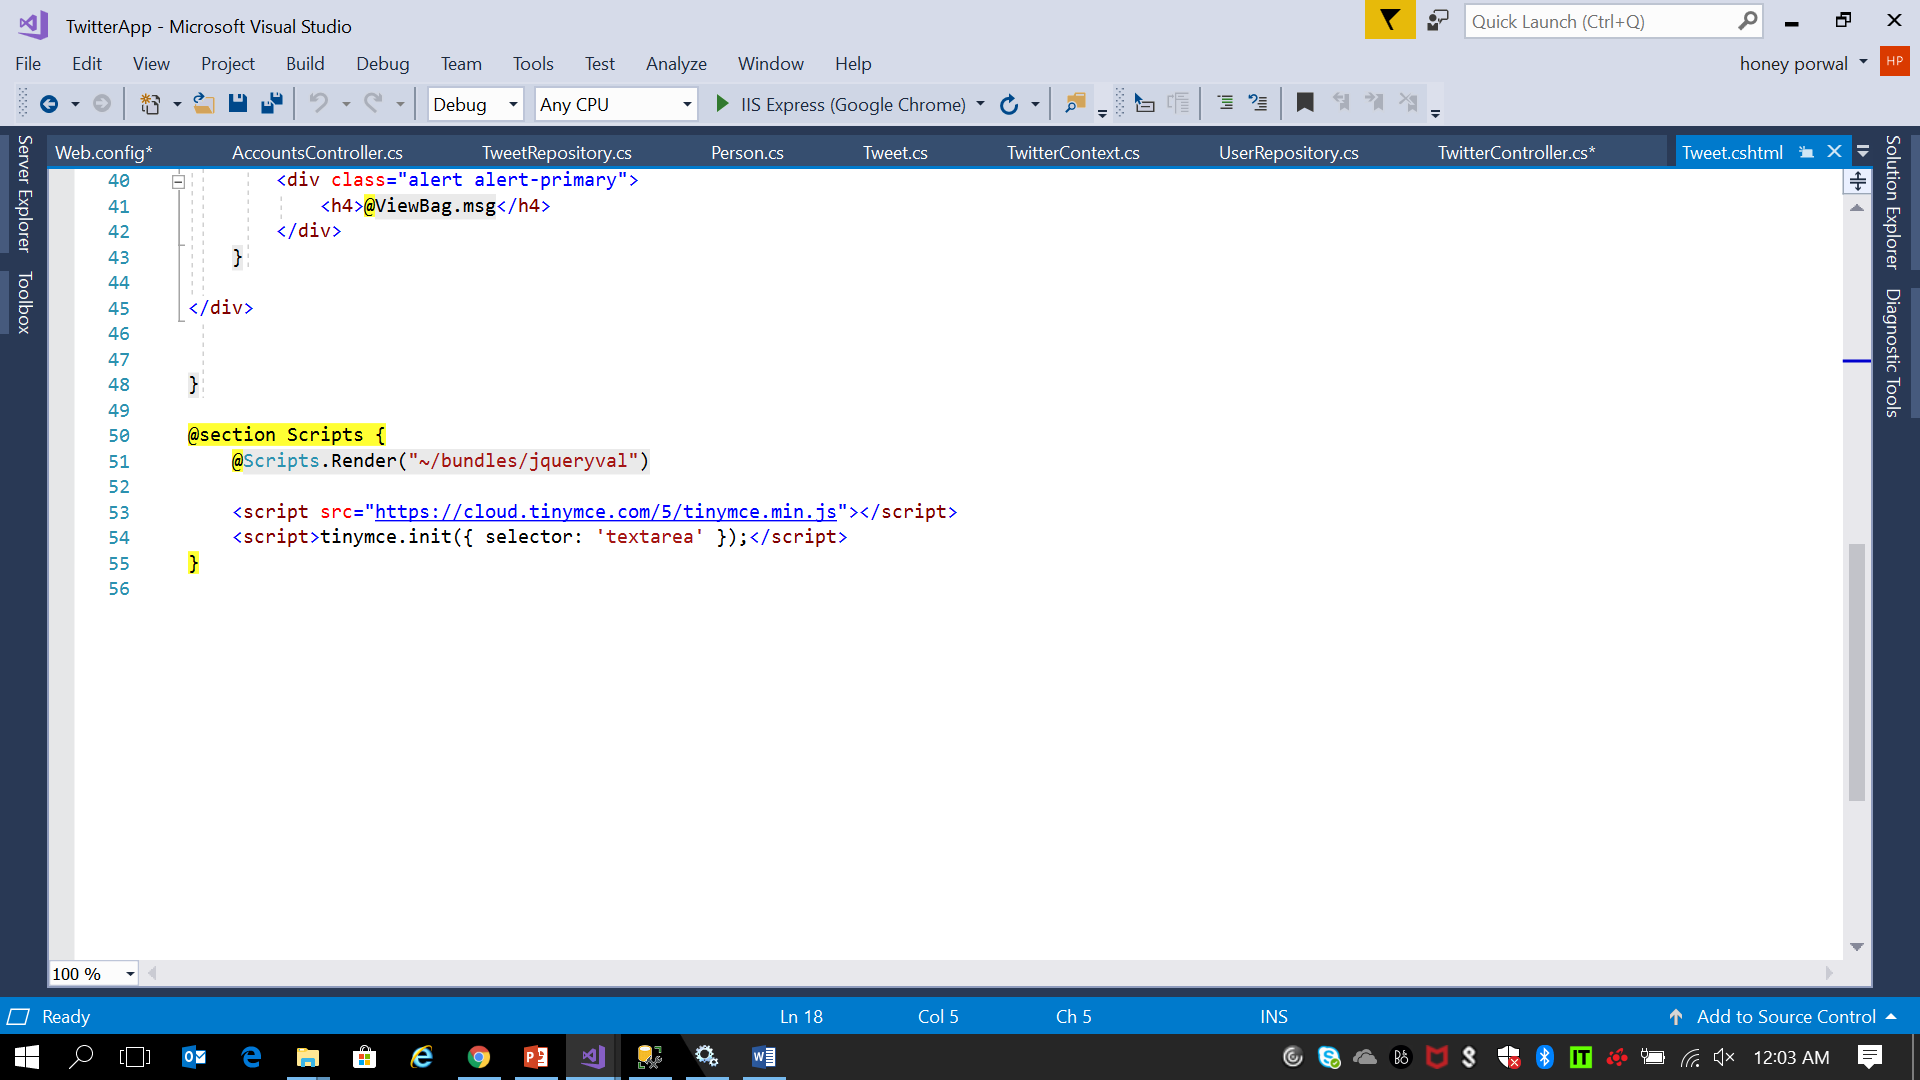 TwitterApp - Microsoft Visual Studio
Quick Launch (Ctrl+Q)
File Edit View Project Build Debug Team Tools Test Analyze Window Help
honey porwal HP
Debug Any CPU IIS Express (Google Chrome)
Server Explorer
Toolbox
Web.config* AccountsController.cs TweetRepository.cs Person.cs Tweet.cs TwitterContext.cs UserRepository.cs TwitterController.cs* Tweet.cshtml
Solution Explorer
Diagnostic Tools
40 <div class="alert alert-primary">
41 <h4>@ViewBag.msg</h4>
42 </div>
43 }
44
45 </div>
46
47
48 }
49
50 @section Scripts {
51 @Scripts.Render("~/bundles/jqueryval")
52
53 <script src="https://cloud.tinymce.com/5/tinymce.min.js"></script>
54 <script>tinymce.init({ selector: 'textarea' });</script>
55 }
56
100 %
Ready Ln 18 Col 5 Ch 5 INS Add to Source Control
12:03 AM